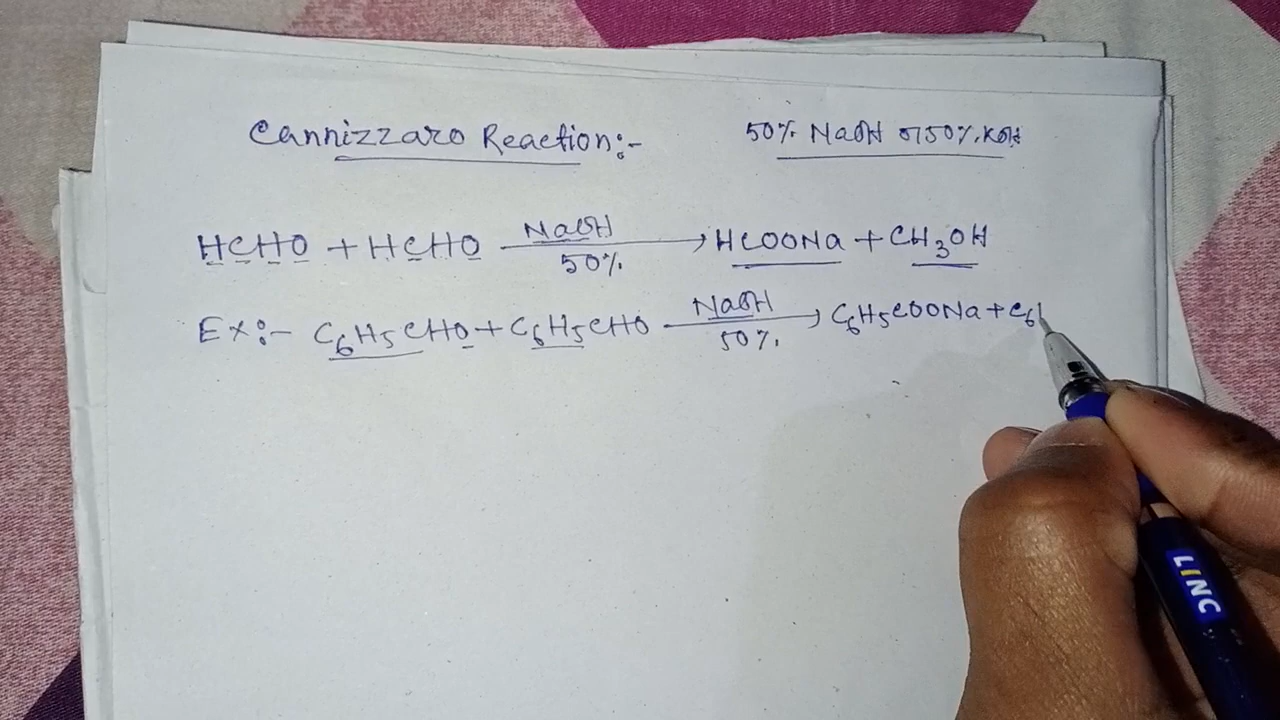 Cannizzaro Reaction:- 50% NaOH or 50% KOH
HCHO + HCHO NaOH 50% → HCOONa + CH3OH
Ex:- C6H5CHO + C6H5CHO NaOH 50% → C6H5COONa + C6
LINC